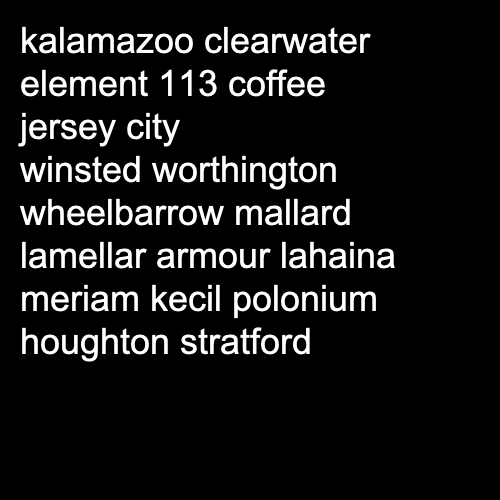 kalamazoo clearwater
element 113 coffee
jersey city
winsted worthington
wheelbarrow mallard
lamellar armour lahaina
meriam kecil polonium
houghton stratford